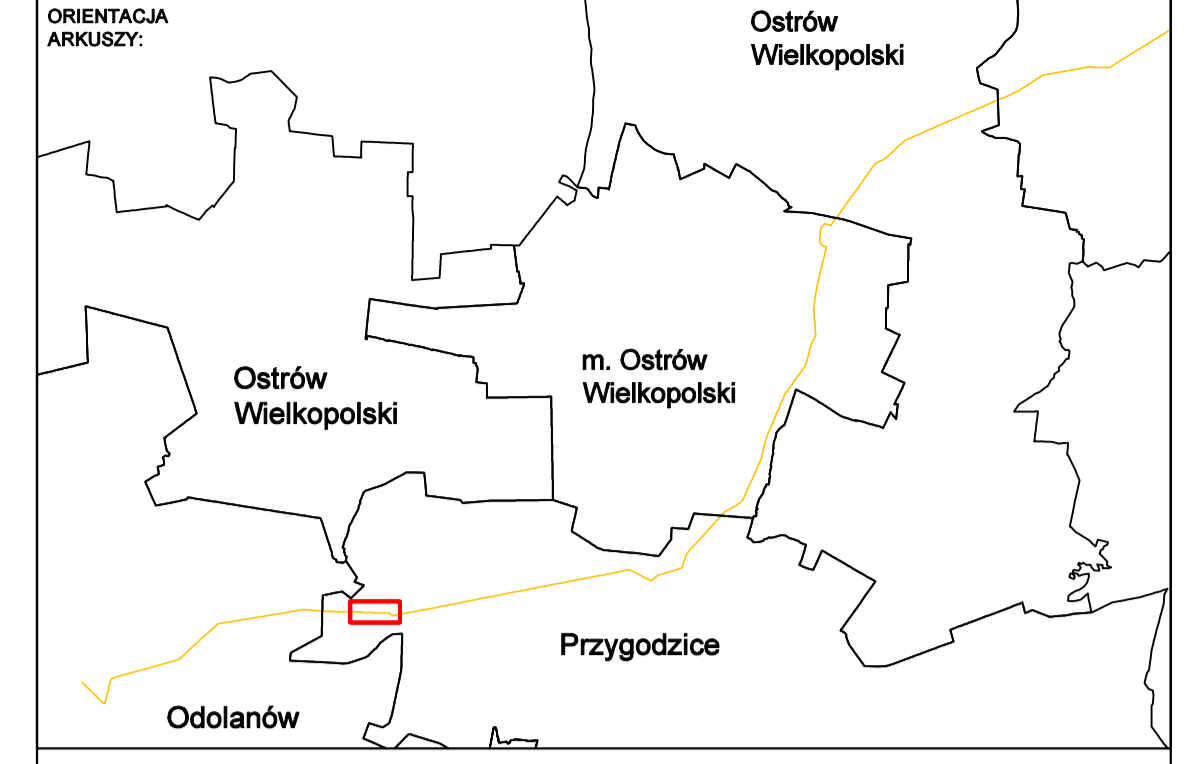 ORIENTACJA
ARKUSZY:
Ostrów
Wielkopolski
m. Ostrów
Wielkopolski
Ostrów
Wielkopolski
Przygodzice
Odolanów